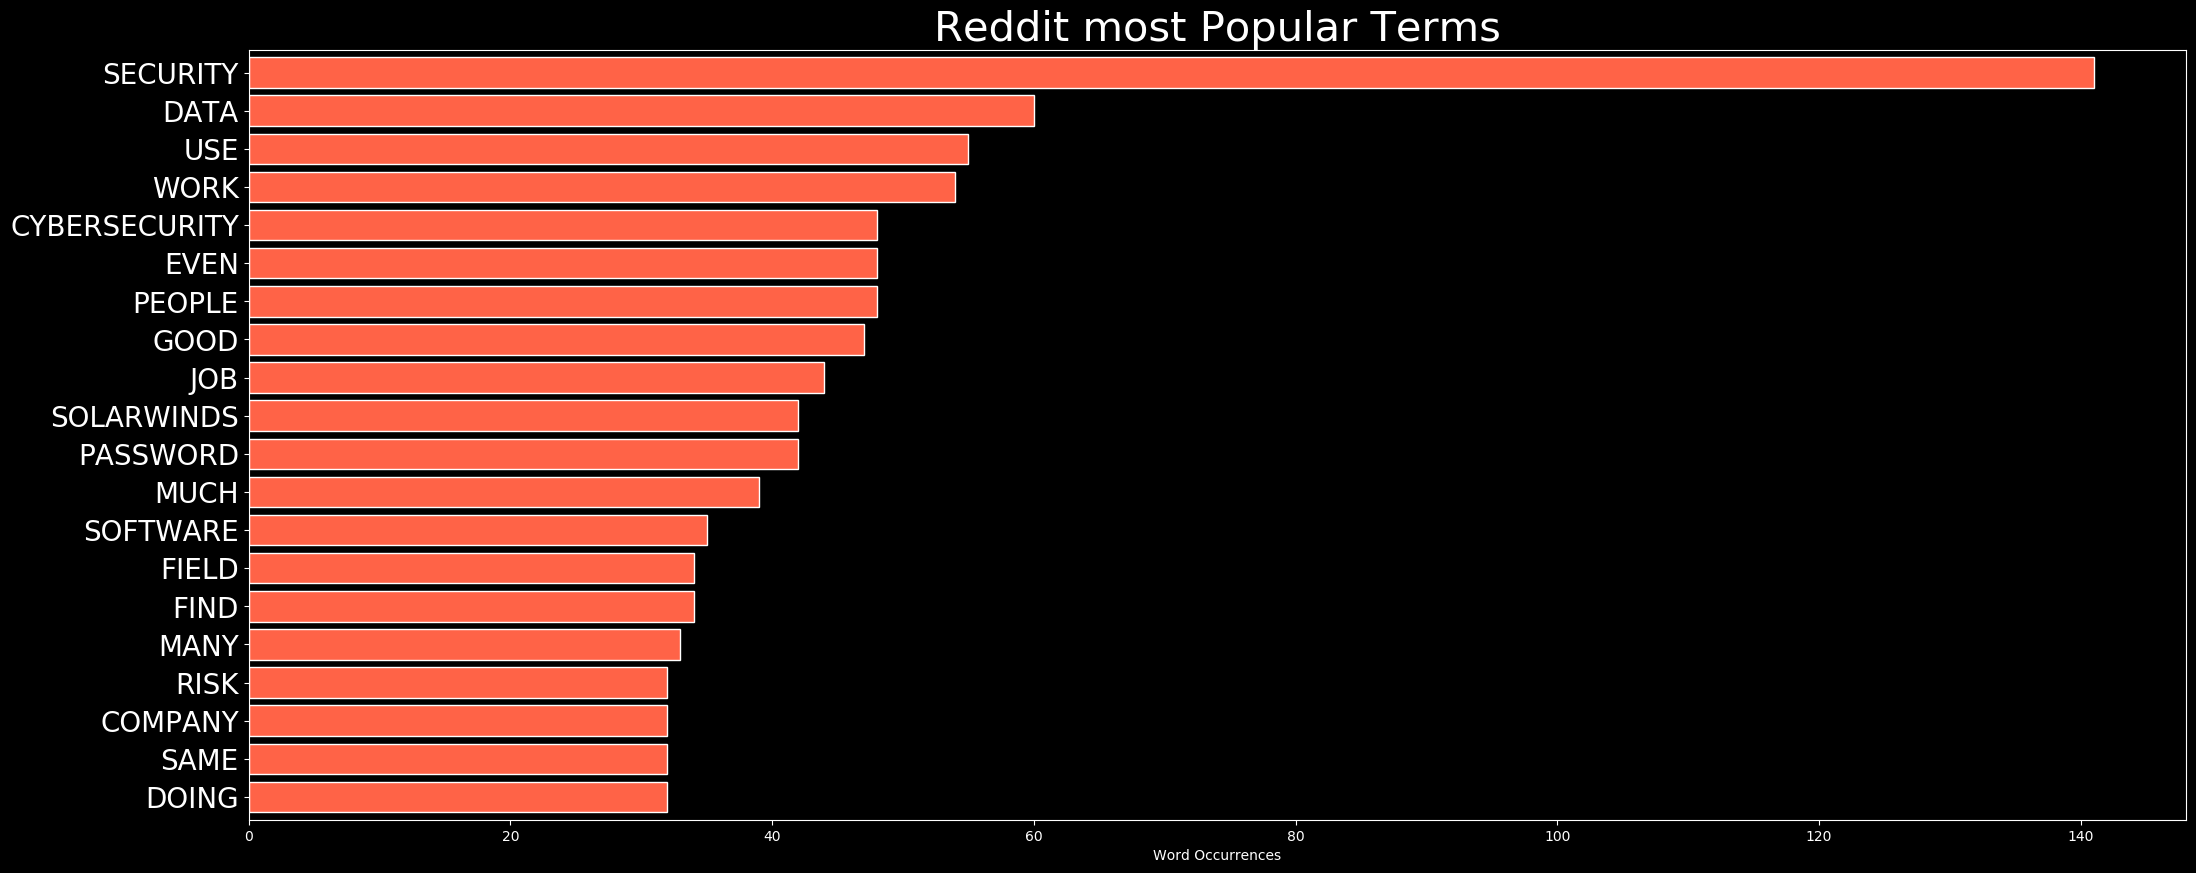 Reddit most Popular Terms
SECURITY
DATA
USE
WORK
CYBERSECURITY
EVEN
PEOPLE
GOOD
JOB
SOLARWINDS
PASSWORD
MUCH
SOFTWARE
FIELD
FIND
MANY
RISK
COMPANY
SAME
DOING
0 20 40 60 80 100 120 140
Word Occurrences